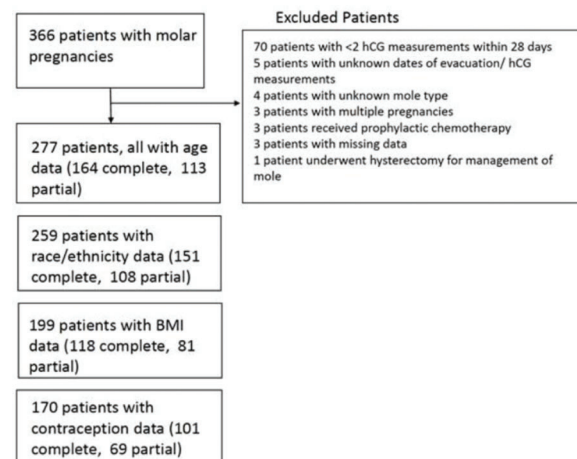 Excluded Patients
366 patients with molar
pregnancies
70 patients with <2 hCG measurements within 28 days
5 patients with unknown dates of evacuation/ hCG
measurements
4 patients with unknown mole type
3 patients with multiple pregnancies
3 patients received prophylactic chemotherapy
3 patients with missing data
1 patient underwent hysterectomy for management of
mole
277 patients, all with age
data (164 complete, 113
partial)
259 patients with
race/ethnicity data (151
complete, 108 partial)
199 patients with BMI
data (118 complete, 81
partial)
170 patients with
contraception data (101
complete, 69 partial)